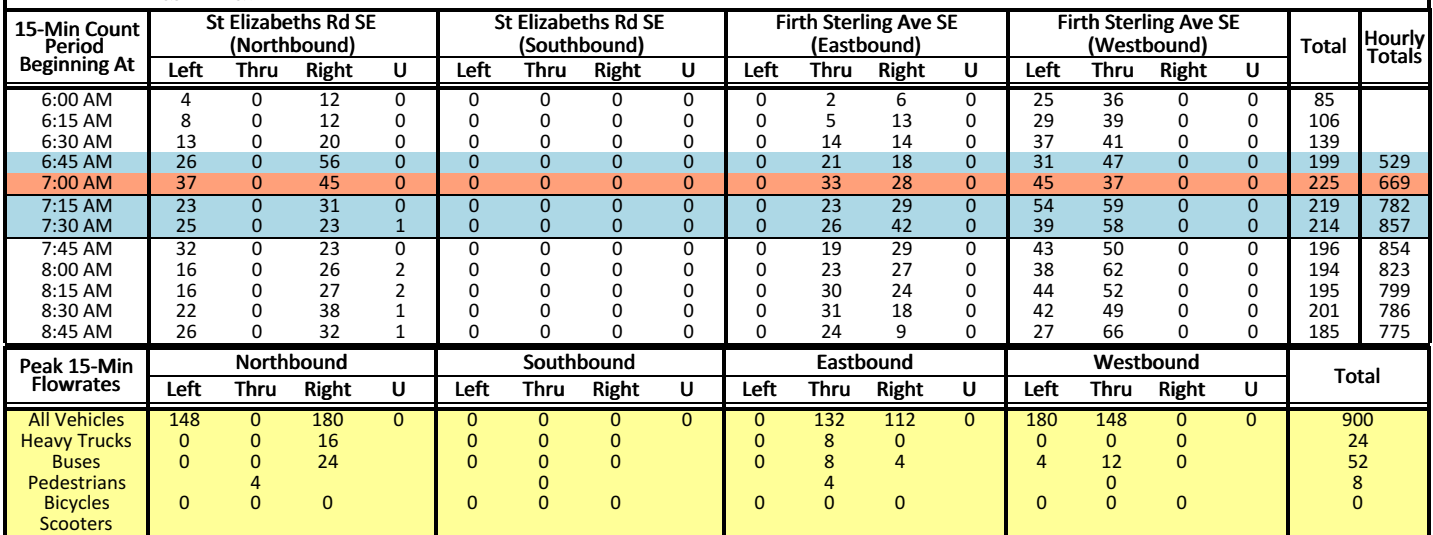 15-Min Count Period Beginning At St Elizabeths Rd SE (Northbound) St Elizabeths Rd SE (Southbound) Firth Sterling Ave SE (Eastbound) Firth Sterling Ave SE (Westbound) Total Hourly Totals
Left Thru Right U Left Thru Right U Left Thru Right U Left Thru Right U
6:00 AM 4 0 12 0 0 0 0 0 0 2 6 0 25 36 0 0 85
6:15 AM 8 0 12 0 0 0 0 0 0 5 13 0 29 39 0 0 106
6:30 AM 13 0 20 0 0 0 0 0 0 14 14 0 37 41 0 0 139
6:45 AM 26 0 56 0 0 0 0 0 0 21 18 0 31 47 0 0 199 529
7:00 AM 37 0 45 0 0 0 0 0 0 33 28 0 45 37 0 0 225 669
7:15 AM 23 0 31 0 0 0 0 0 0 23 29 0 54 59 0 0 219 782
7:30 AM 25 0 23 1 0 0 0 0 0 26 42 0 39 58 0 0 214 857
7:45 AM 32 0 23 0 0 0 0 0 0 19 29 0 43 50 0 0 196 854
8:00 AM 16 0 26 2 0 0 0 0 0 23 27 0 38 62 0 0 194 823
8:15 AM 16 0 27 2 0 0 0 0 0 30 24 0 44 52 0 0 195 799
8:30 AM 22 0 38 1 0 0 0 0 0 31 18 0 42 49 0 0 201 786
8:45 AM 26 0 32 1 0 0 0 0 0 24 9 0 27 66 0 0 185 775
Peak 15-Min Flowrates Northbound Southbound Eastbound Westbound Total
Left Thru Right U Left Thru Right U Left Thru Right U Left Thru Right U
All Vehicles 148 0 180 0 0 0 0 0 0 132 112 0 180 148 0 0 900
Heavy Trucks 0 0 16 0 0 0 0 8 0 0 0 0 24
Buses 0 0 24 0 0 0 0 8 4 4 12 0 52
Pedestrians 4 0 4 0 8
Bicycles 0 0 0 0 0 0 0 0 0 0 0 0 0
Scooters